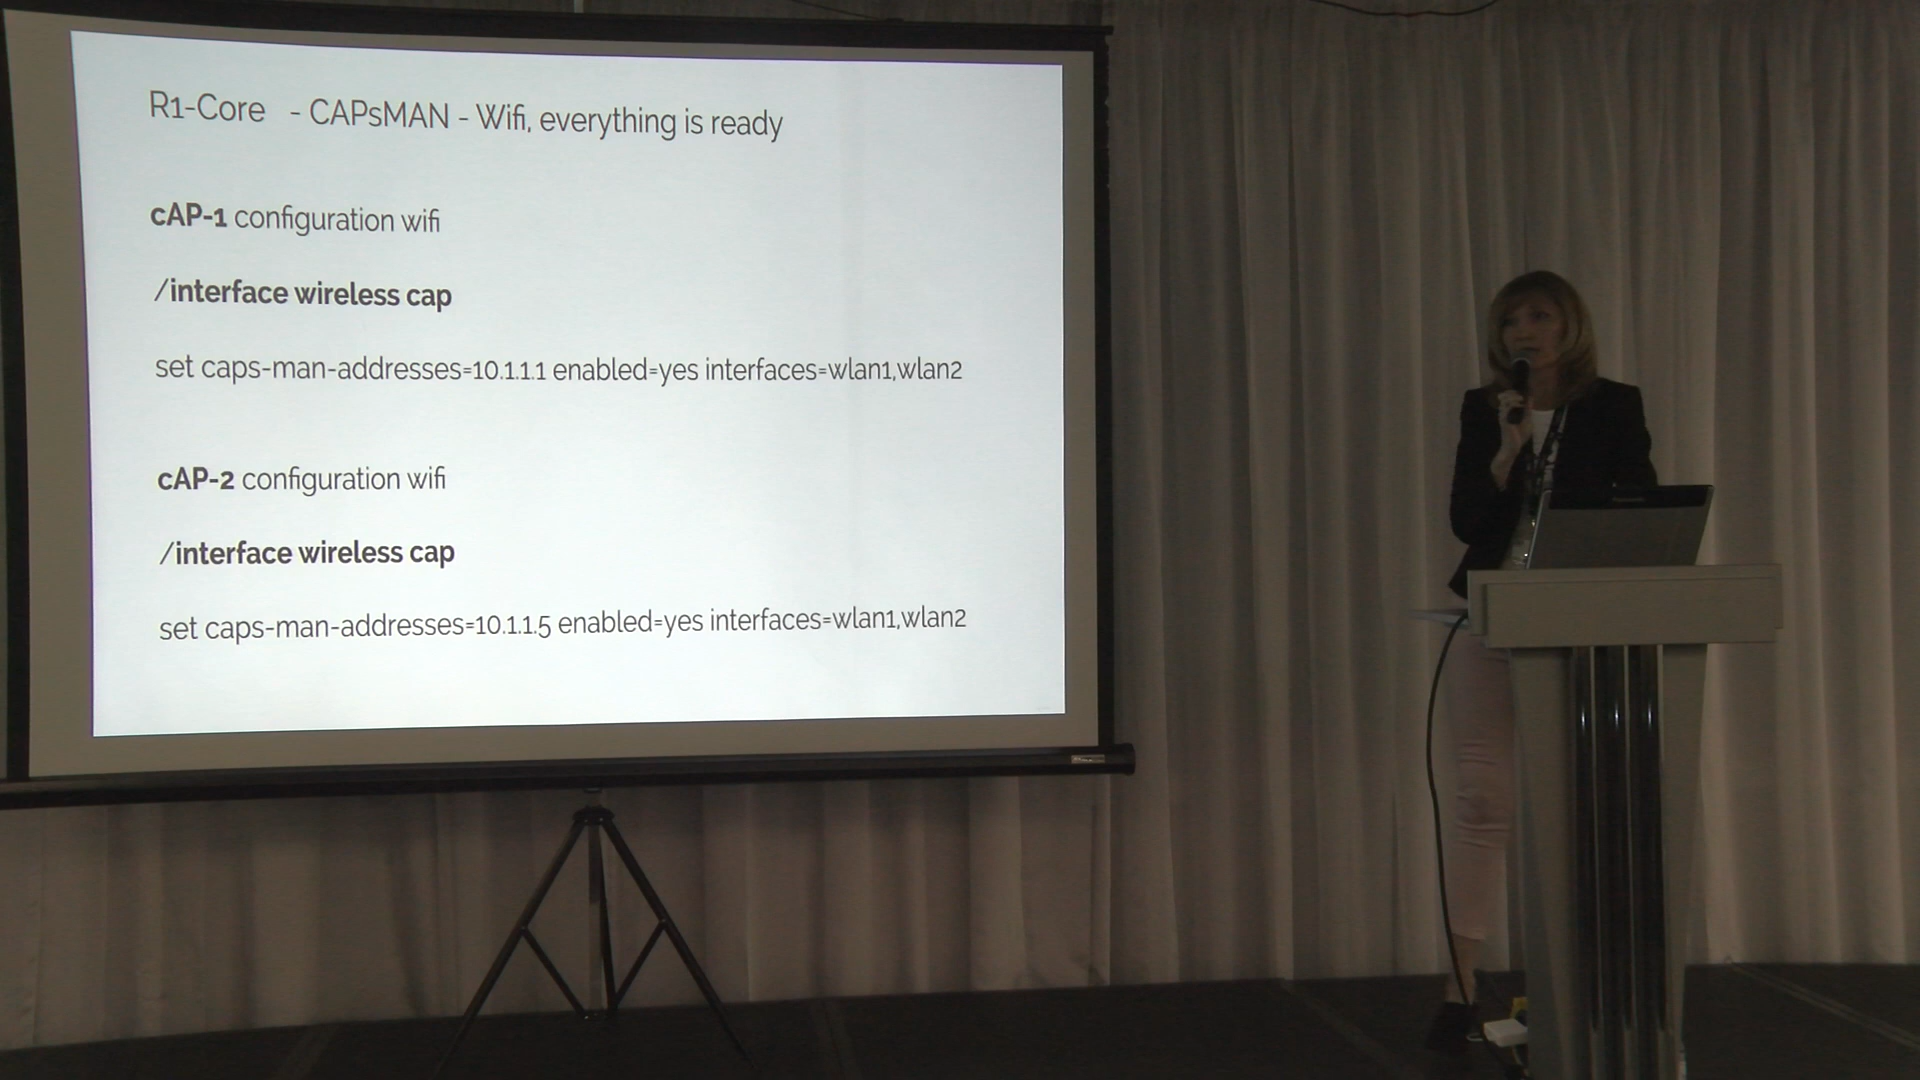 R1-Core - CAPsMAN - Wifi, everything is ready
cAP-1 configuration wifi
/interface wireless cap
set caps-man-addresses=10.1.1.1 enabled=yes interfaces=wlan1,wlan2
cAP-2 configuration wifi
/interface wireless cap
set caps-man-addresses=10.1.1.5 enabled=yes interfaces=wlan1,wlan2